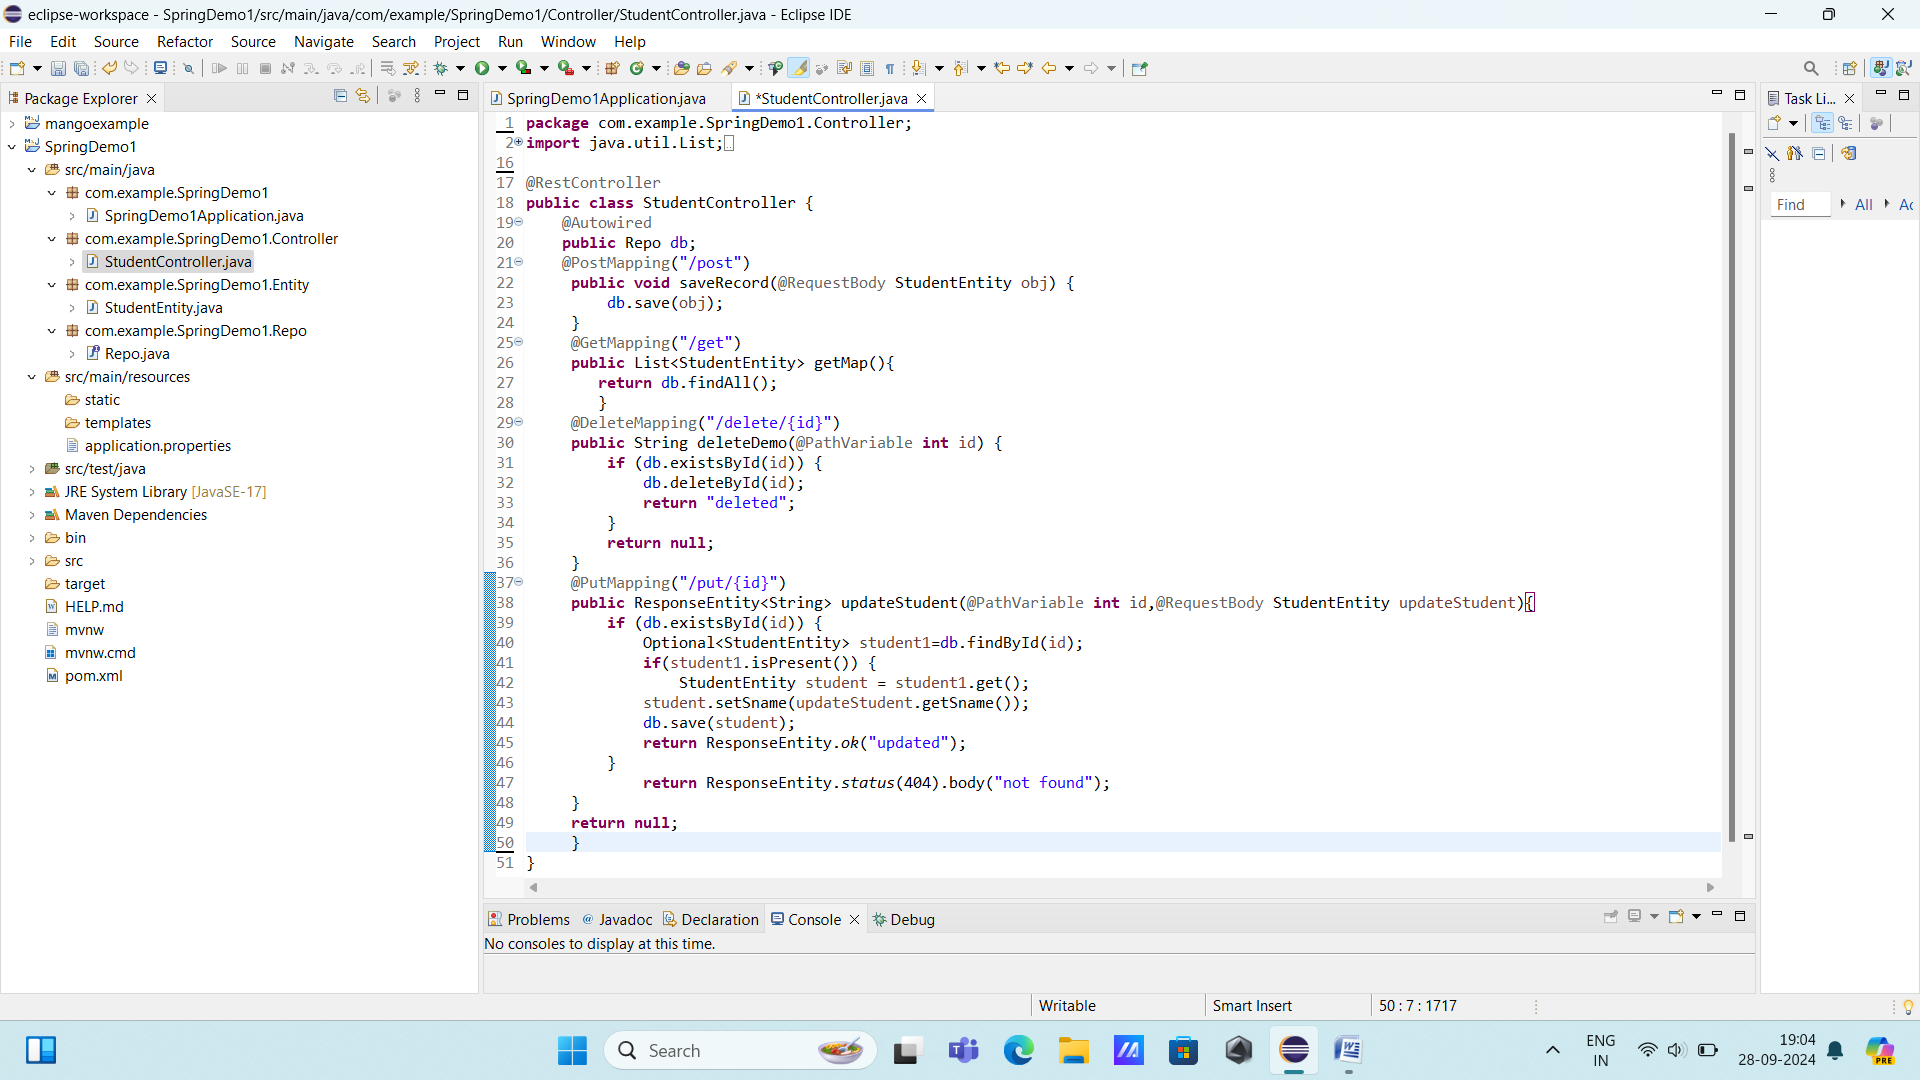 eclipse-workspace - SpringDemo1/src/main/java/com/example/SpringDemo1/Controller/StudentController.java - Eclipse IDE
File Edit Source Refactor Source Navigate Search Project Run Window Help
Package Explorer
mangoexample
SpringDemo1
src/main/java
com.example.SpringDemo1
SpringDemo1Application.java
com.example.SpringDemo1.Controller
StudentController.java
com.example.SpringDemo1.Entity
StudentEntity.java
com.example.SpringDemo1.Repo
Repo.java
src/main/resources
static
templates
application.properties
src/test/java
JRE System Library [JavaSE-17]
Maven Dependencies
bin
src
target
HELP.md
mvnw
mvnw.cmd
pom.xml
SpringDemo1Application.java *StudentController.java
1 package com.example.SpringDemo1.Controller;
2 import java.util.List;
16
17 @RestController
18 public class StudentController {
19 @Autowired
20 public Repo db;
21 @PostMapping("/post")
22 public void saveRecord(@RequestBody StudentEntity obj) {
23 db.save(obj);
24 }
25 @GetMapping("/get")
26 public List<StudentEntity> getMap(){
27 return db.findAll();
28 }
29 @DeleteMapping("/delete/{id}")
30 public String deleteDemo(@PathVariable int id) {
31 if (db.existsById(id)) {
32 db.deleteById(id);
33 return "deleted";
34 }
35 return null;
36 }
37 @PutMapping("/put/{id}")
38 public ResponseEntity<String> updateStudent(@PathVariable int id,@RequestBody StudentEntity updateStudent){
39 if (db.existsById(id)) {
40 Optional<StudentEntity> student1=db.findById(id);
41 if(student1.isPresent()) {
42 StudentEntity student = student1.get();
43 student.setSname(updateStudent.getSname());
44 db.save(student);
45 return ResponseEntity.ok("updated");
46 }
47 return ResponseEntity.status(404).body("not found");
48 }
49 return null;
50 }
51 }
Problems Javadoc Declaration Console Debug
No consoles to display at this time.
Task Li...
Find All Ac
Writable Smart Insert 50 : 7 : 1717
Search
ENG
IN
19:04
28-09-2024
PRE